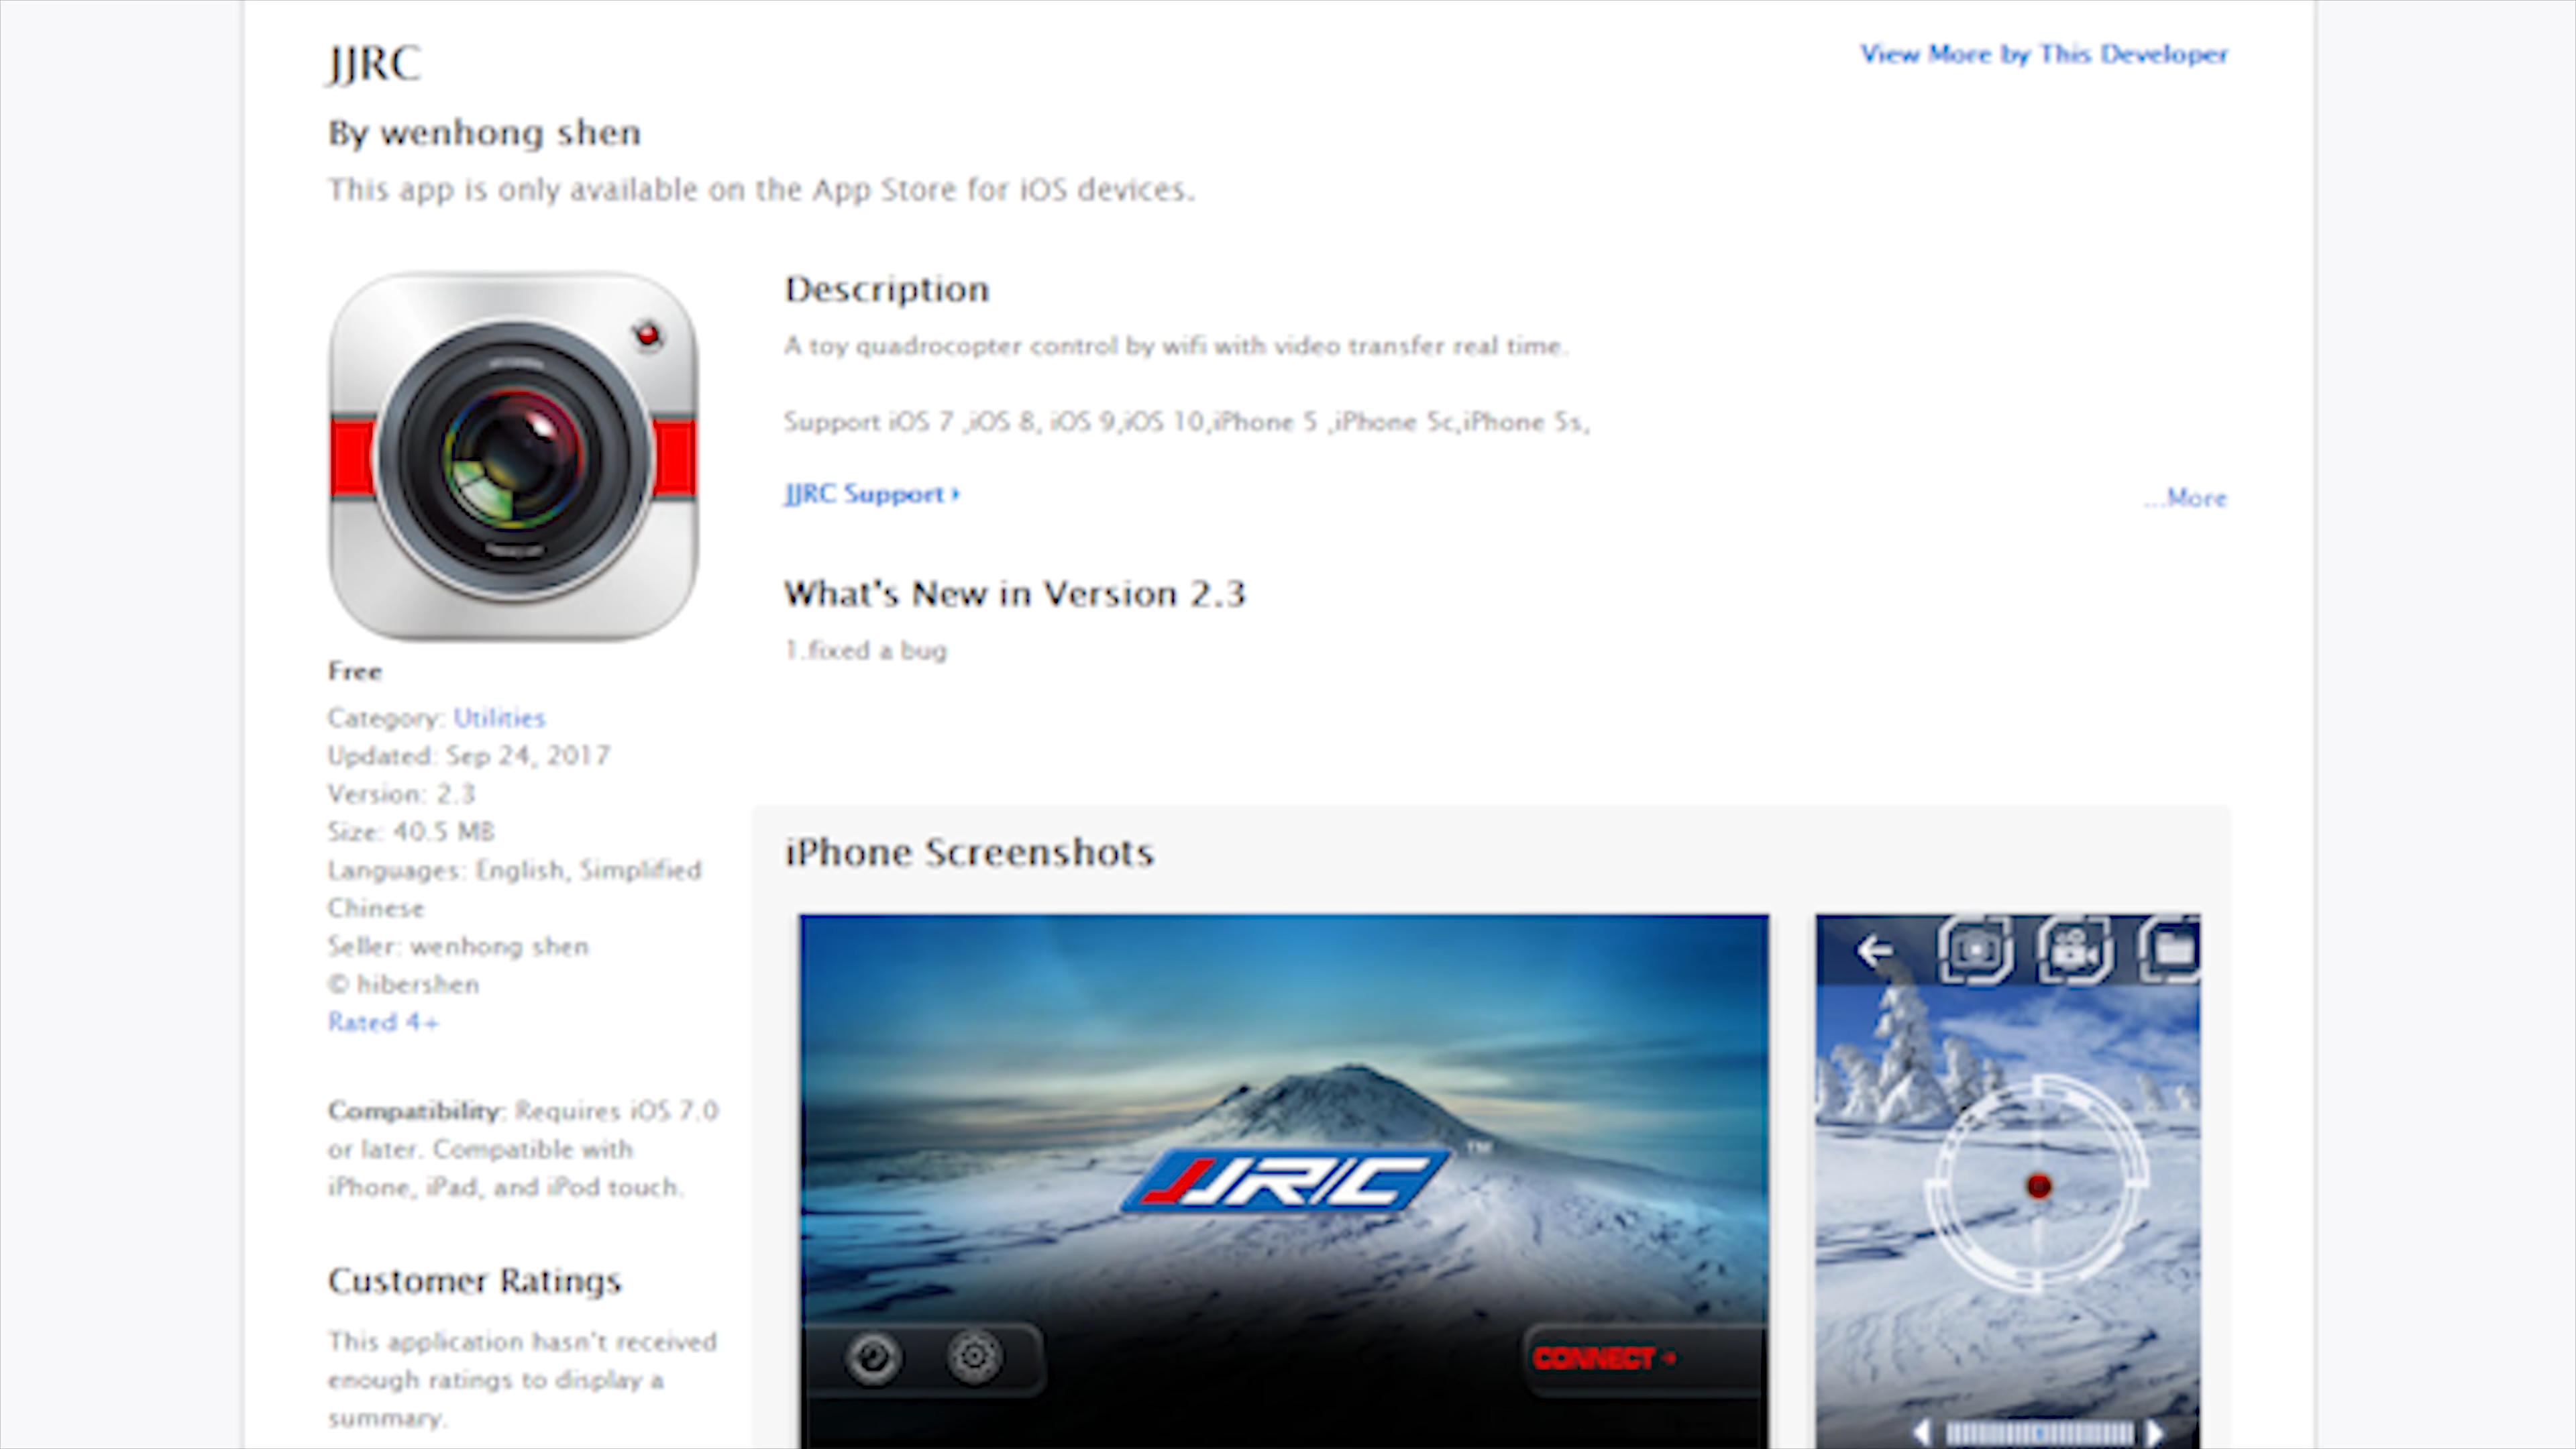 JJRC
View More by This Developer
By wenhong shen
This app is only available on the App Store for iOS devices.
Description
A toy quadrocopter control by wifi with video transfer real time.
Support iOS 7 ,iOS 8, iOS 9,iOS 10,iPhone 5 ,iPhone 5c,iPhone 5s,
JJRC Support
...More
What's New in Version 2.3
1.fixed a bug
Free
Category: Utilities
Updated: Sep 24, 2017
Version: 2.3
Size: 40.5 MB
Languages: English, Simplified
Chinese
Seller: wenhong shen
© hibershen
Rated 4+
Compatibility: Requires iOS 7.0
or later. Compatible with
iPhone, iPad, and iPod touch.
Customer Ratings
This application hasn't received
enough ratings to display a
summary.
iPhone Screenshots
JJR/C™
CONNECT